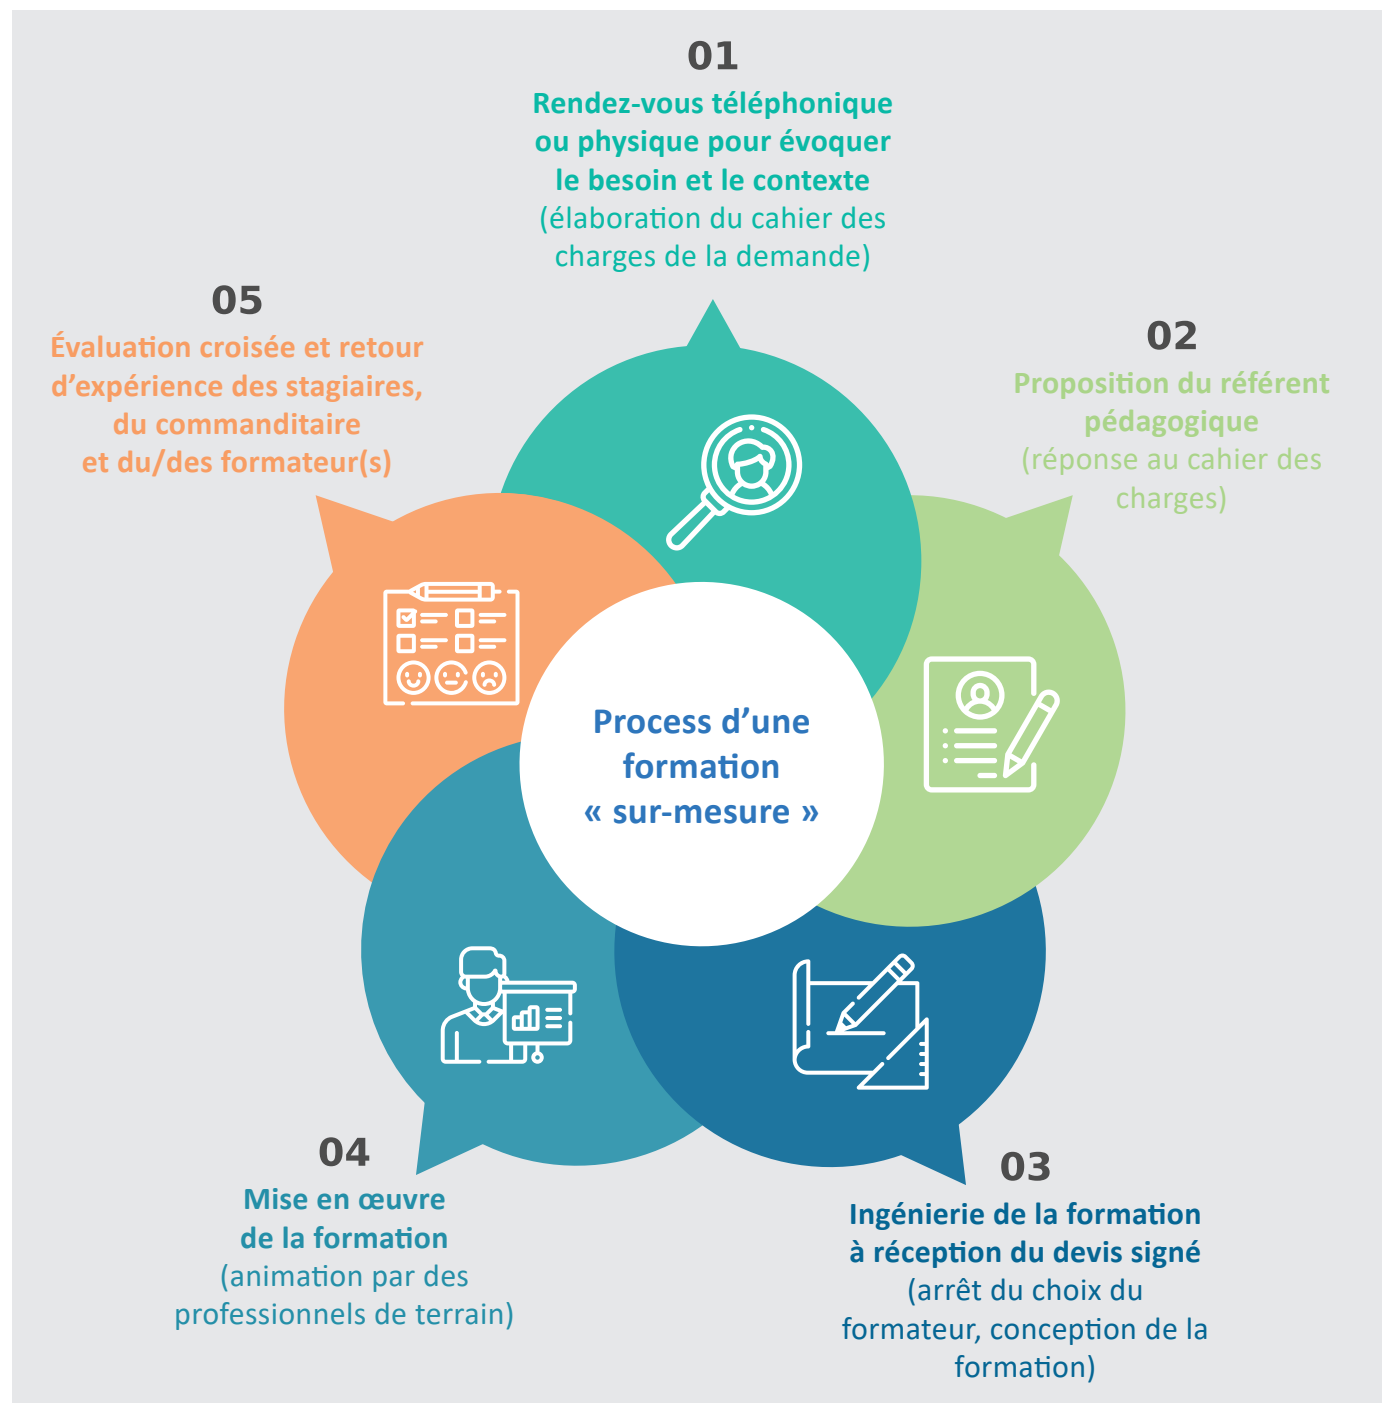 01
Rendez-vous téléphonique
ou physique pour évoquer
le besoin et le contexte
(élaboration du cahier des
charges de la demande)
02
Proposition du référent
pédagogique
(réponse au cahier des
charges)
03
Ingénierie de la formation
à réception du devis signé
(arrêt du choix du
formateur, conception de la
formation)
04
Mise en œuvre
de la formation
(animation par des
professionnels de terrain)
05
Évaluation croisée et retour
d’expérience des stagiaires,
du commanditaire
et du/des formateur(s)
Process d’une
formation
« sur-mesure »